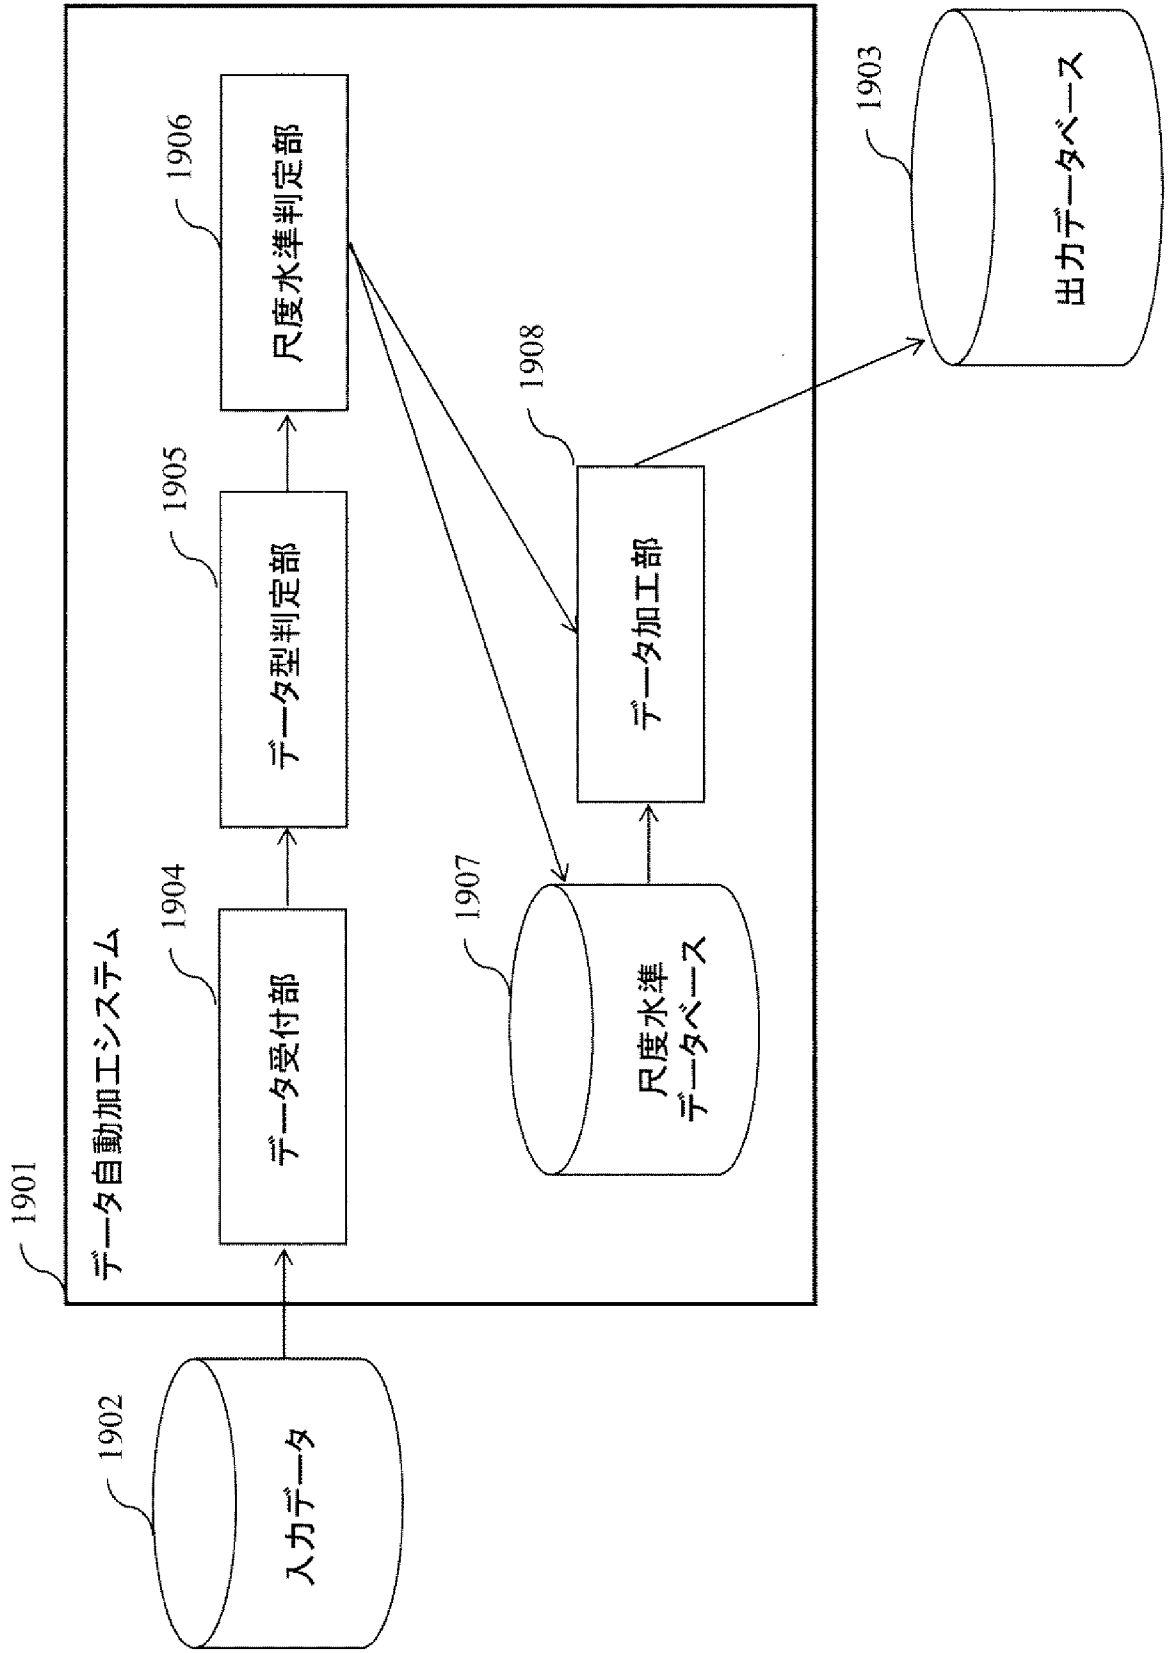 1901
データ自動加工システム
1902
入力データ
1904
データ受付部
1905
データ型判定部
1906
尺度水準判定部
1907
尺度水準
データベース
1908
データ加工部
1903
出力データベース